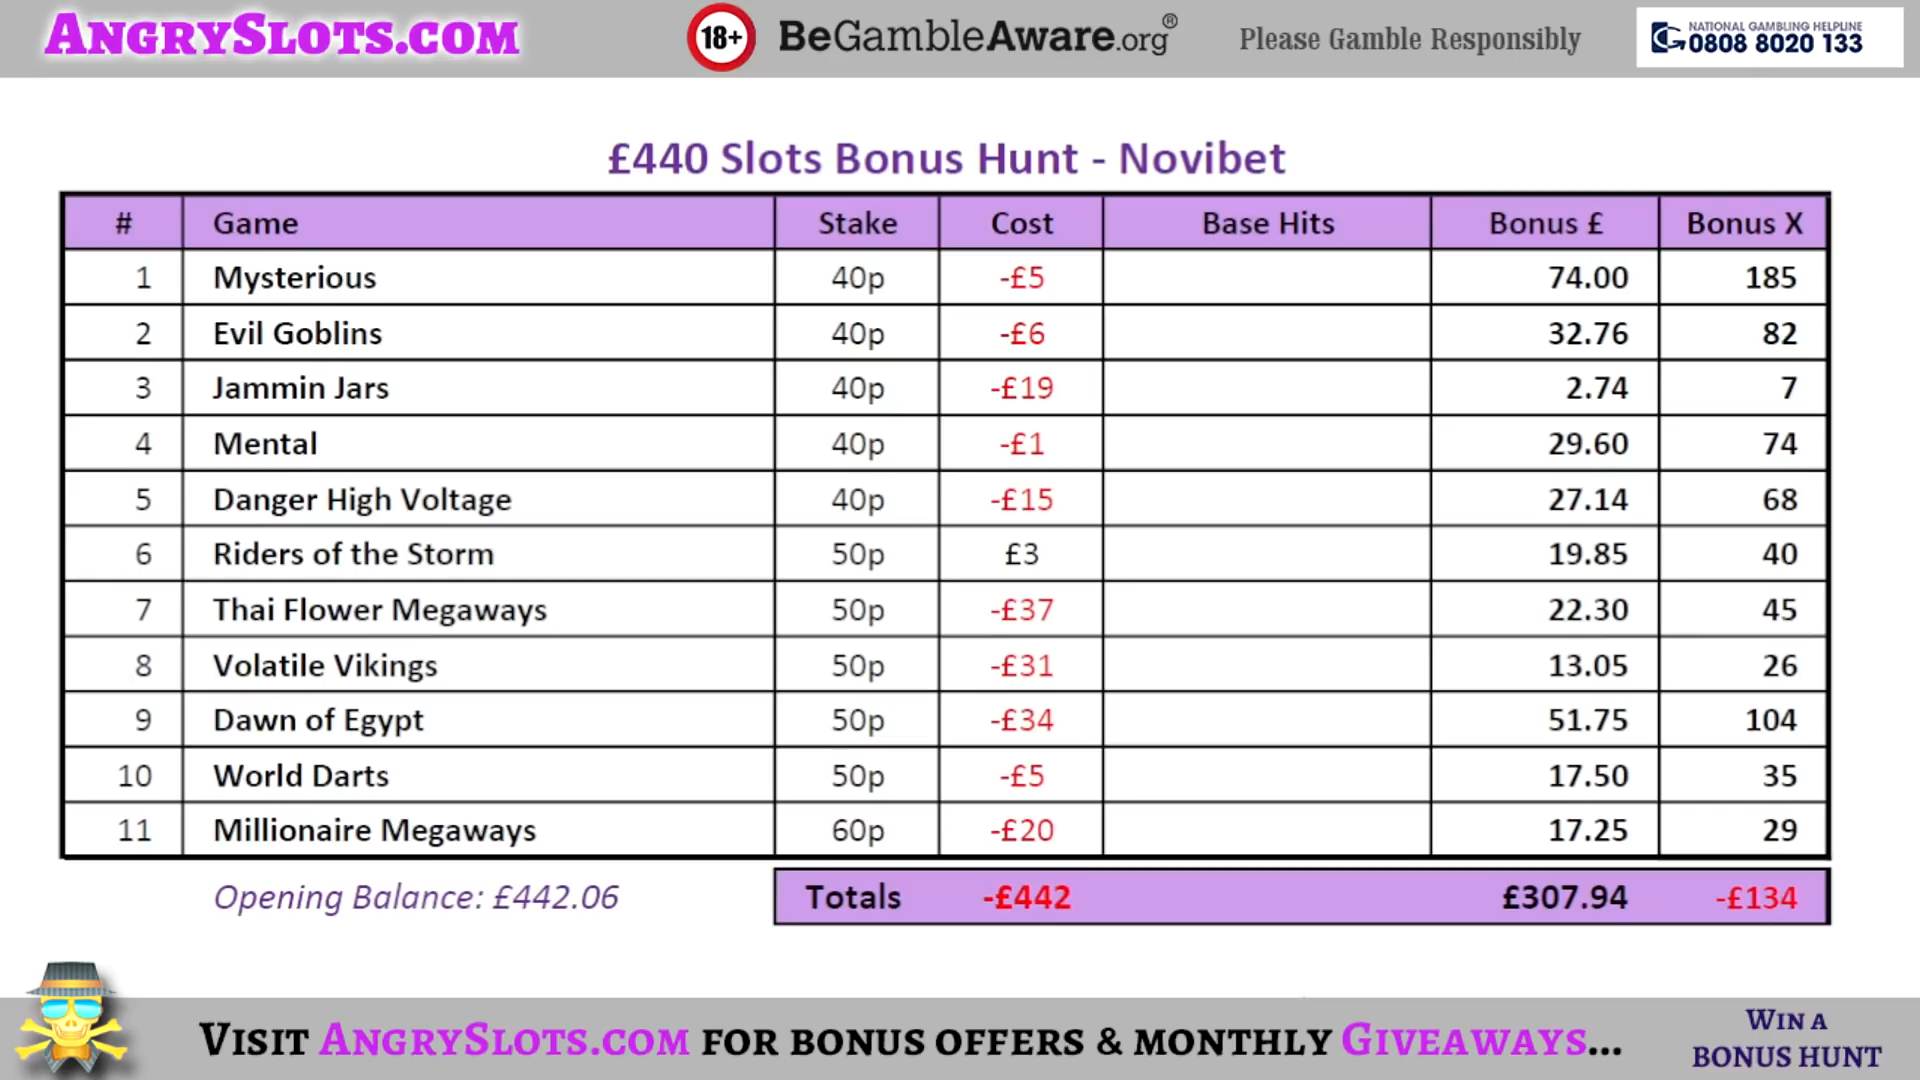 AngrySlots.com
18+
BeGambleAware.org®
Please Gamble Responsibly
NATIONAL GAMBLING HELPLINE
0808 8020 133
£440 Slots Bonus Hunt - Novibet
# Game Stake Cost Base Hits Bonus £ Bonus X
1 Mysterious 40p -£5 74.00 185
2 Evil Goblins 40p -£6 32.76 82
3 Jammin Jars 40p -£19 2.74 7
4 Mental 40p -£1 29.60 74
5 Danger High Voltage 40p -£15 27.14 68
6 Riders of the Storm 50p £3 19.85 40
7 Thai Flower Megaways 50p -£37 22.30 45
8 Volatile Vikings 50p -£31 13.05 26
9 Dawn of Egypt 50p -£34 51.75 104
10 World Darts 50p -£5 17.50 35
11 Millionaire Megaways 60p -£20 17.25 29
Opening Balance: £442.06 Totals -£442 £307.94 -£134
Visit AngrySlots.com for bonus offers & monthly Giveaways...
Win a
Bonus Hunt